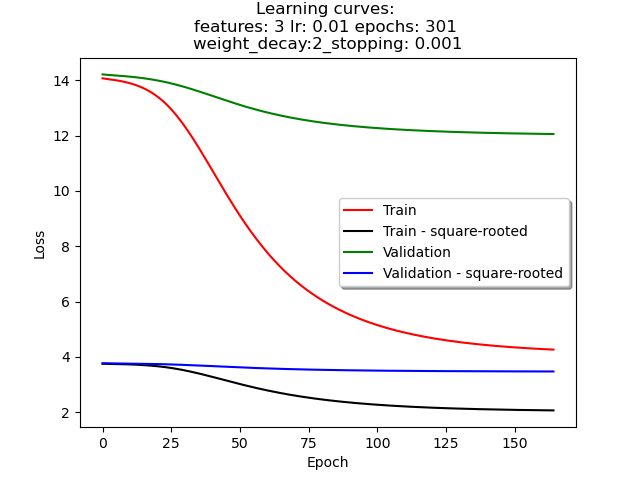 Learning curves:
features: 3 lr: 0.01 epochs: 301
weight_decay:2_stopping: 0.001
14
12
10
8
6
4
2
Loss
Train
Train - square-rooted
Validation
Validation - square-rooted
0 25 50 75 100 125 150
Epoch